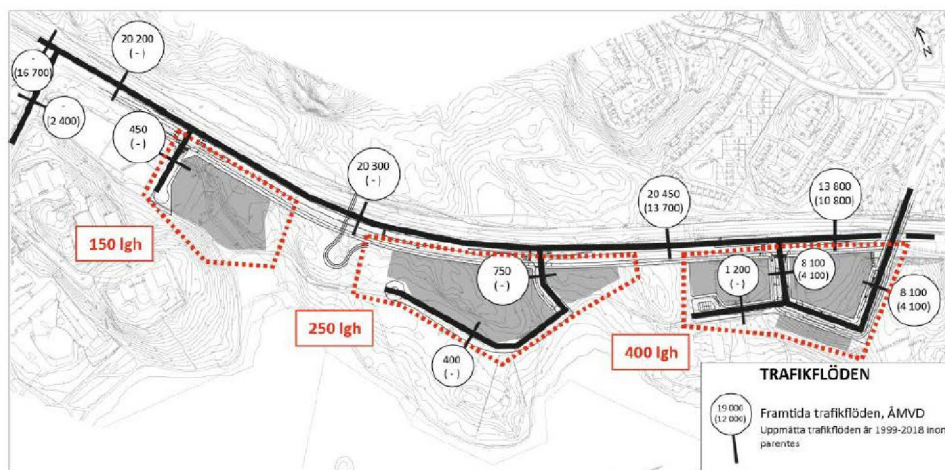 20 200
( - )
-
(16 700)
-
(2 400)
450
( - )
20 300
( - )
20 450
(13 700)
13 800
(10 800)
150 lgh
750
( - )
1 200
( - )
8 100
(4 100)
8 100
(4 100)
250 lgh
400
( - )
400 lgh
N
TRAFIKFLÖDEN
19 000
(12 000)
Framtida trafikflöden, ÅMVD
Uppmätta trafikflöden år 1999-2018 inom
parentes